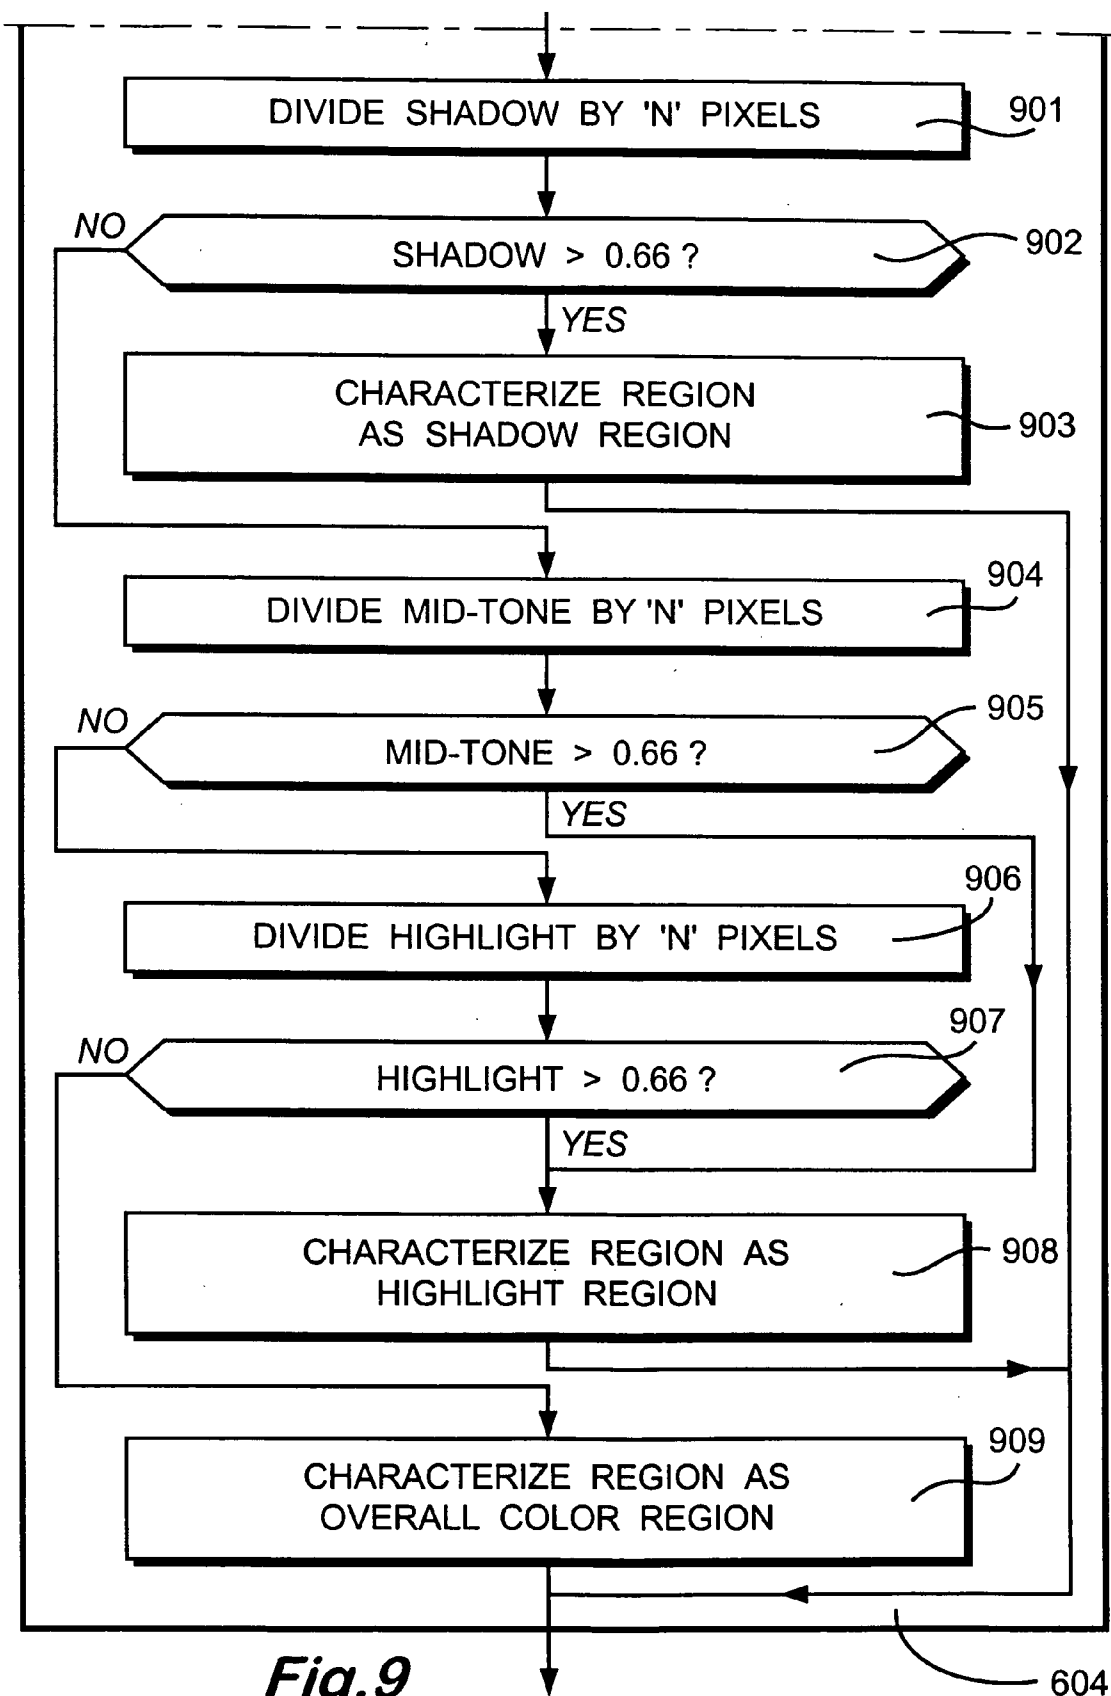 DIVIDE SHADOW BY 'N' PIXELS
901
NO
SHADOW > 0.66 ?
902
YES
CHARACTERIZE REGION
AS SHADOW REGION
903
904
DIVIDE MID-TONE BY 'N' PIXELS
NO
905
MID-TONE > 0.66 ?
YES
906
DIVIDE HIGHLIGHT BY 'N' PIXELS
907
NO
HIGHLIGHT > 0.66 ?
YES
CHARACTERIZE REGION AS
HIGHLIGHT REGION
908
909
CHARACTERIZE REGION AS
OVERALL COLOR REGION
Fig.9
604